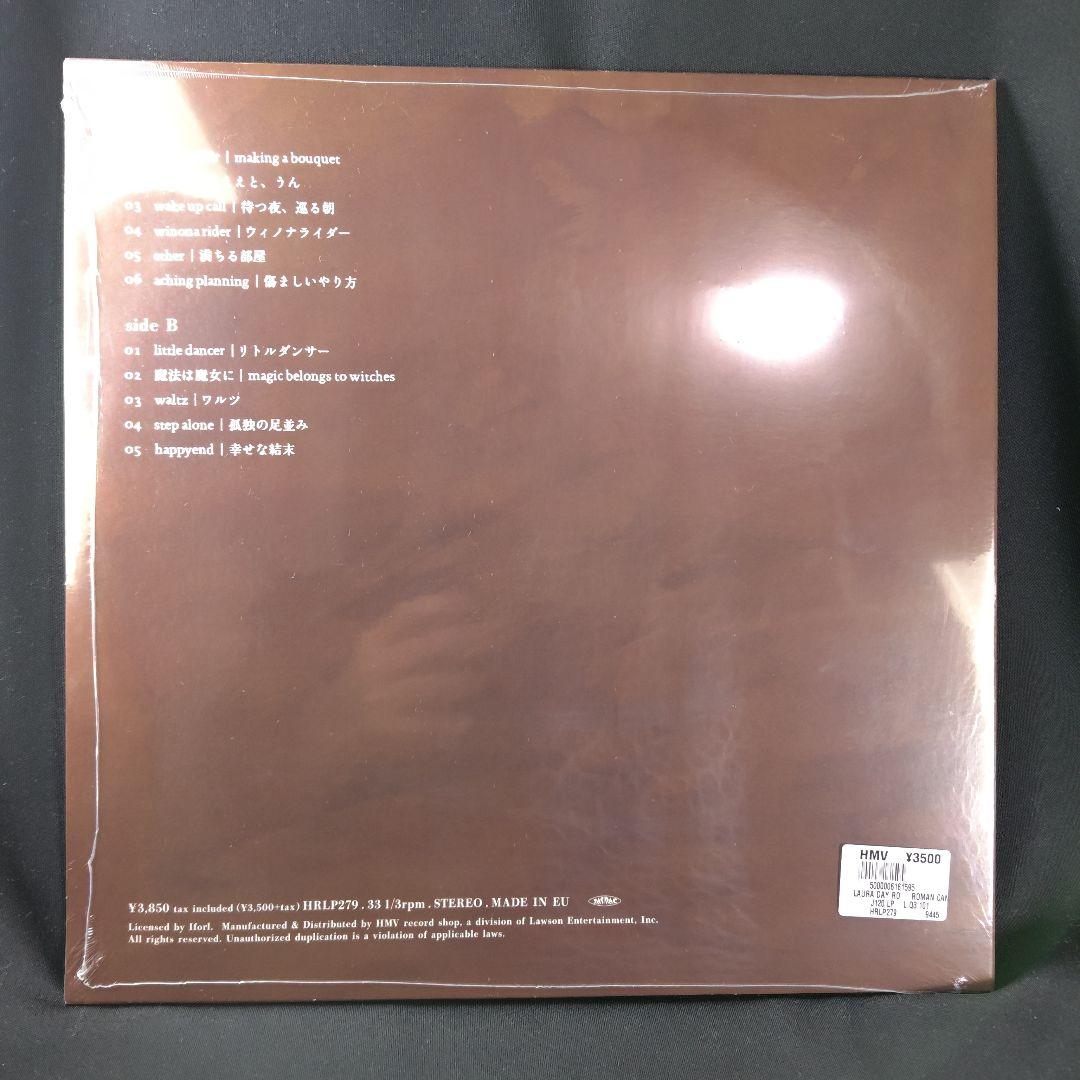 | making a bouquet
えと、うん
03 wake up call | 待つ夜、巡る朝
04 winona rider | ウィノナライダー
05 other | 満ちる部屋
06 aching planning | 傷ましいやり方
side B
01 little dancer | リトルダンサー
02 魔法は魔女に | magic belongs to witches
03 waltz | ワルツ
04 step alone | 孤独の足並み
05 happyend | 幸せな結末
¥3,850 tax included (¥3,500+tax) HRLP279 . 33 1/3rpm . STEREO . MADE IN EU
Licensed by Iforl. Manufactured & Distributed by HMV record shop, a division of Lawson Entertainment, Inc.
All rights reserved. Unauthorized duplication is a violation of applicable laws.
HMV ¥3500
5000006161595
LAURA DAY RO ROMAN CAN
J120 LP L 03 101
HRLP279 9445